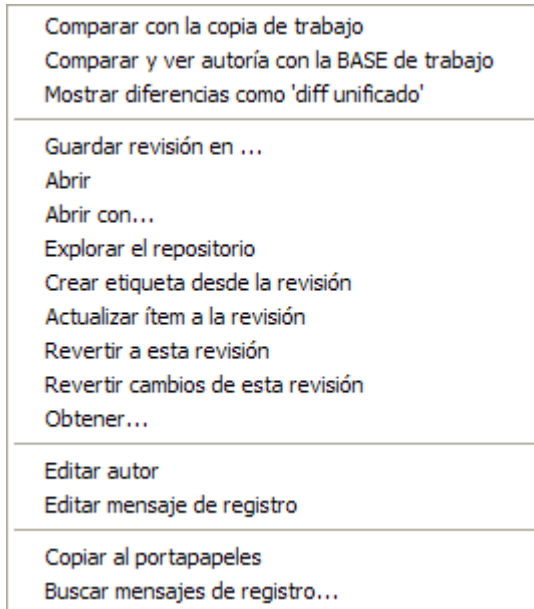 Comparar con la copia de trabajo
Comparar y ver autoría con la BASE de trabajo
Mostrar diferencias como 'diff unificado'
Guardar revisión en ...
Abrir
Abrir con...
Explorar el repositorio
Crear etiqueta desde la revisión
Actualizar ítem a la revisión
Revertir a esta revisión
Revertir cambios de esta revisión
Obtener...
Editar autor
Editar mensaje de registro
Copiar al portapapeles
Buscar mensajes de registro...